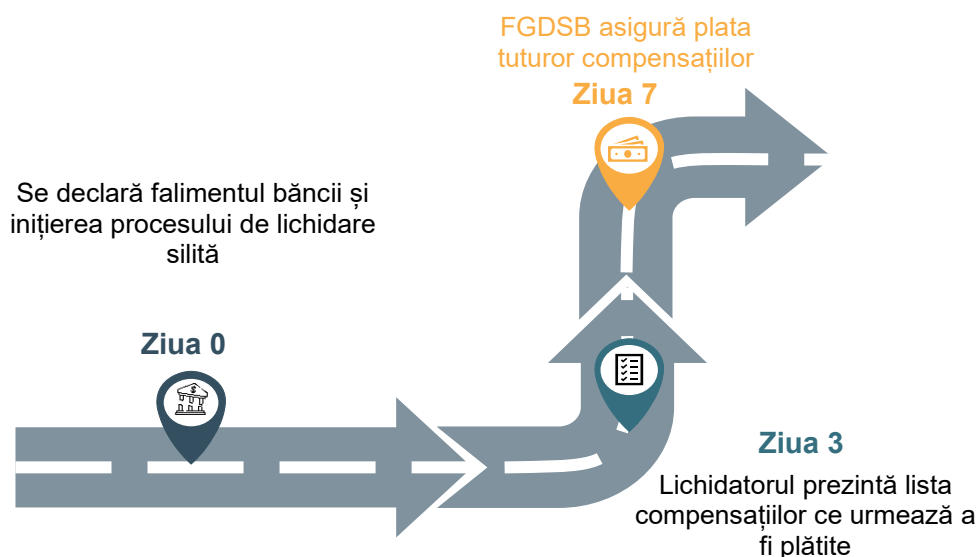 FGDSB asigură plata
tuturor compensațiilor
Ziua 7
Se declară falimentul băncii și
inițierea procesului de lichidare
silită
Ziua 0
Ziua 3
Lichidatorul prezintă lista
compensațiilor ce urmează a
fi plătite